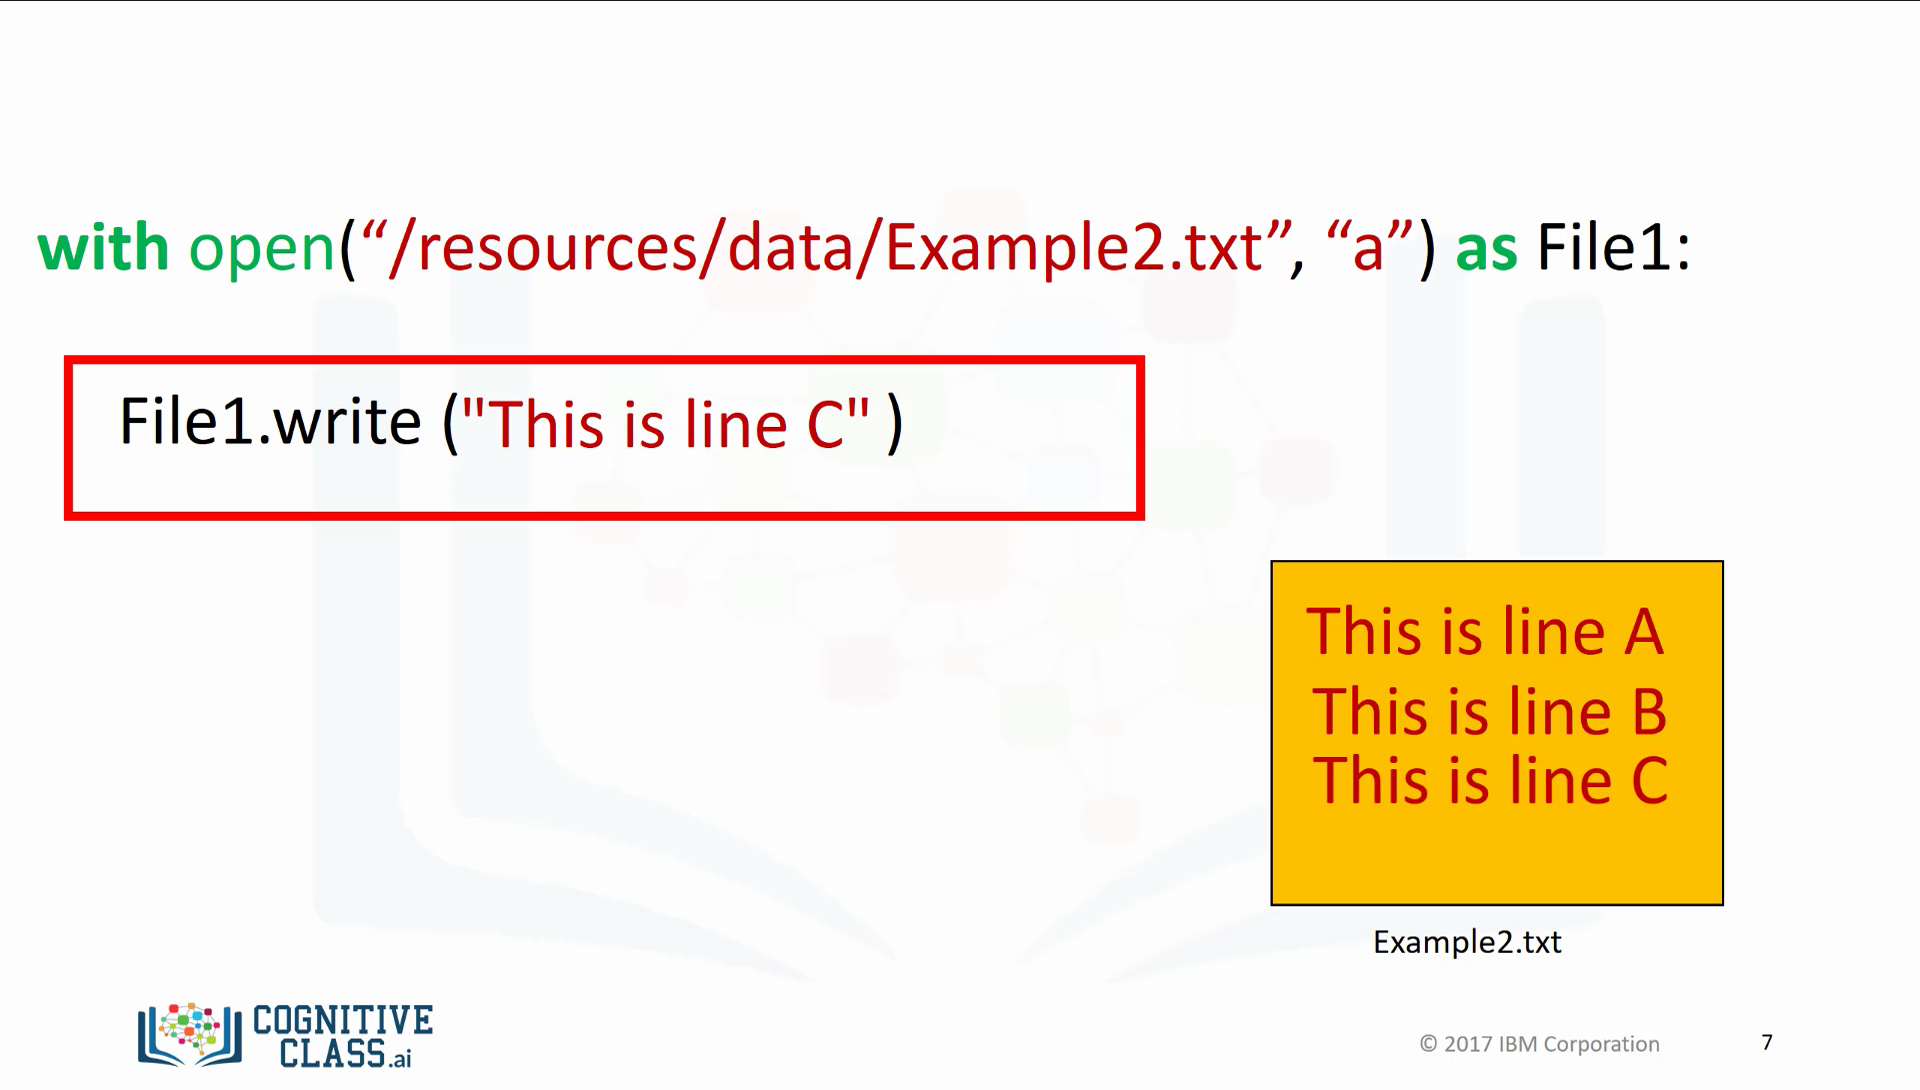 with open(“/resources/data/Example2.txt”, “a”) as File1:
File1.write ("This is line C" )
This is line A
This is line B
This is line C
Example2.txt
COGNITIVE
CLASS.ai
© 2017 IBM Corporation
7